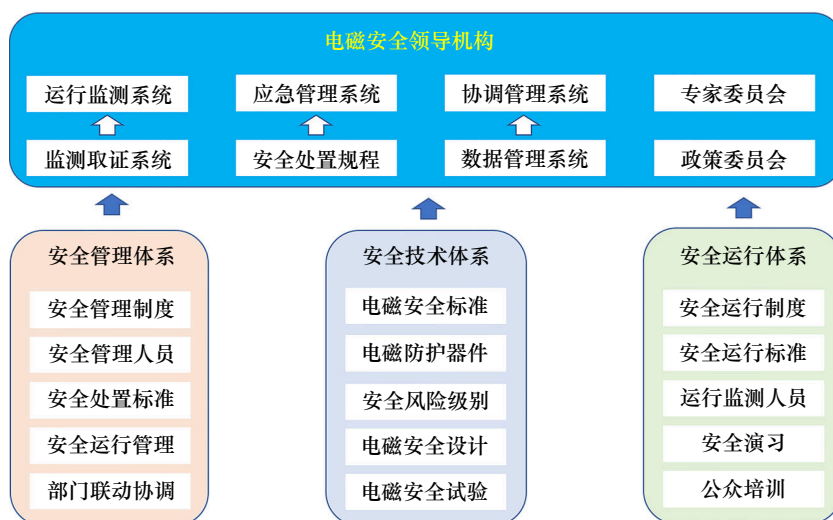 电磁安全领导机构
运行监测系统
应急管理系统
协调管理系统
专家委员会
监测取证系统
安全处置规程
数据管理系统
政策委员会
安全管理体系
安全管理制度
安全管理人员
安全处置标准
安全运行管理
部门联动协调
安全技术体系
电磁安全标准
电磁防护器件
安全风险级别
电磁安全设计
电磁安全试验
安全运行体系
安全运行制度
安全运行标准
运行监测人员
安全演习
公众培训